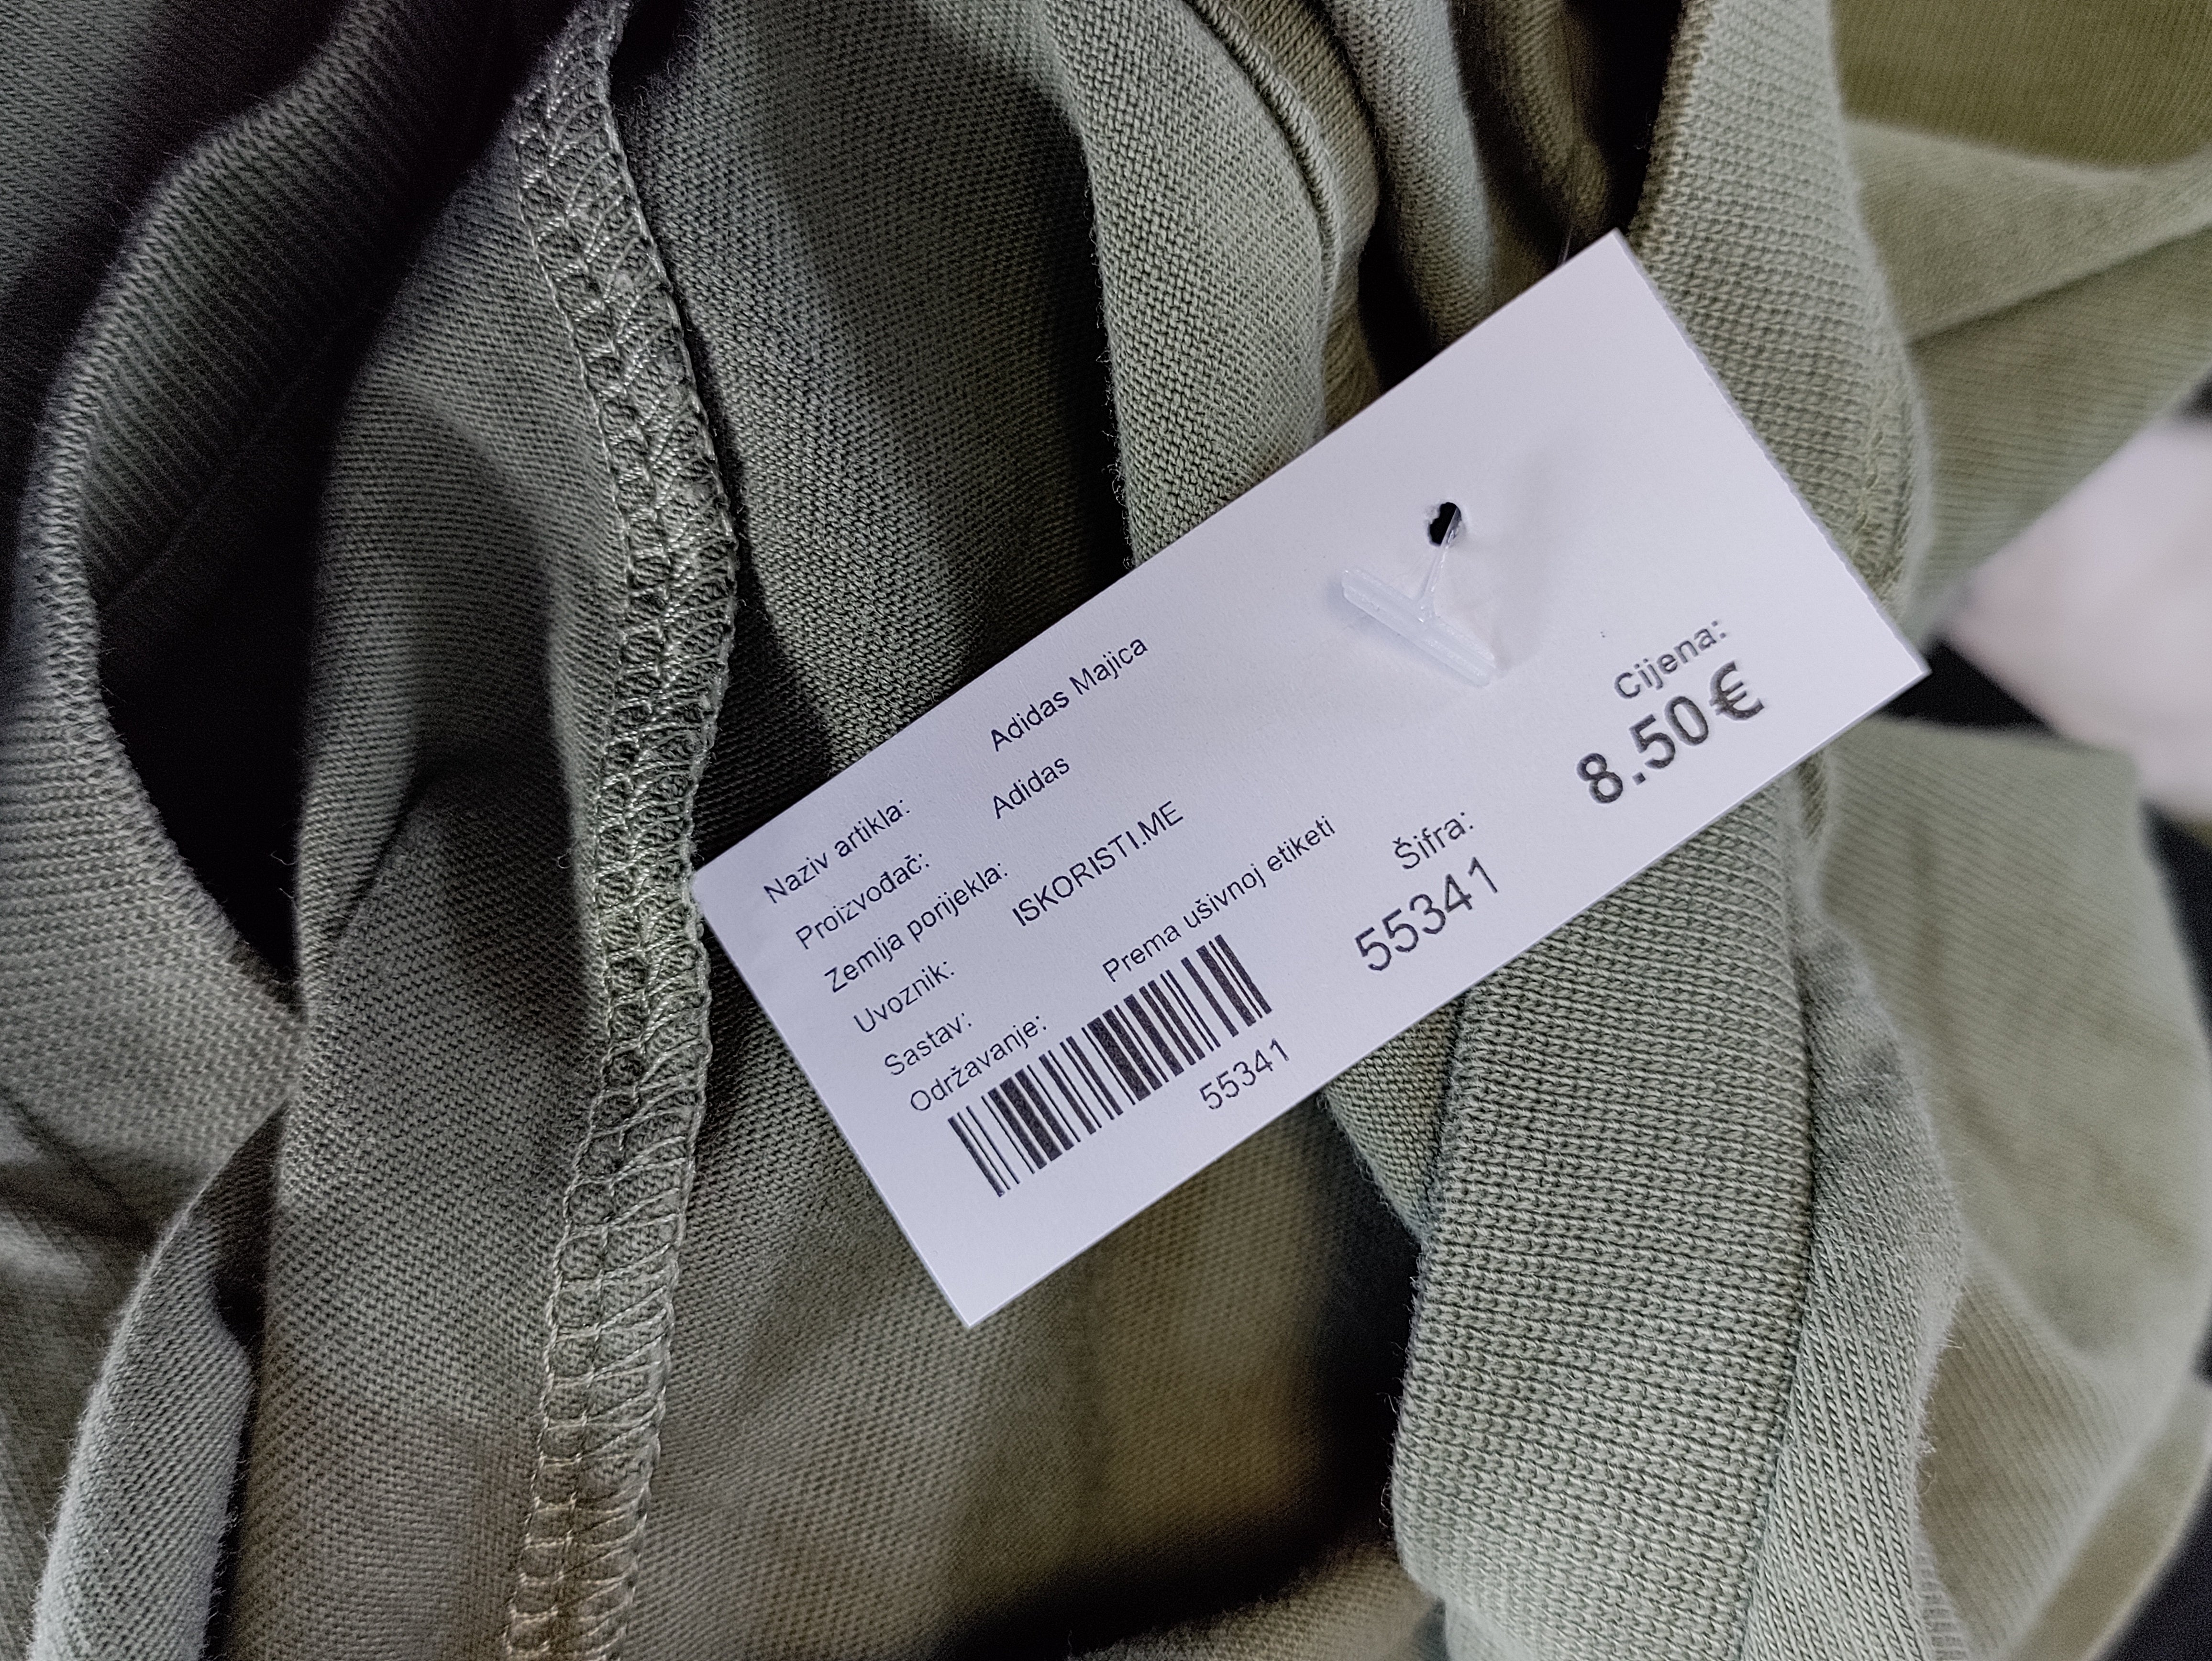 Naziv artikla: Adidas Majica
Proizvođač: Adidas
Zemlja porijekla:
Uvoznik: ISKORISTI.ME
Sastav:
Održavanje: Prema ušivnoj etiketi
55341
Šifra:
55341
Cijena:
8.50€